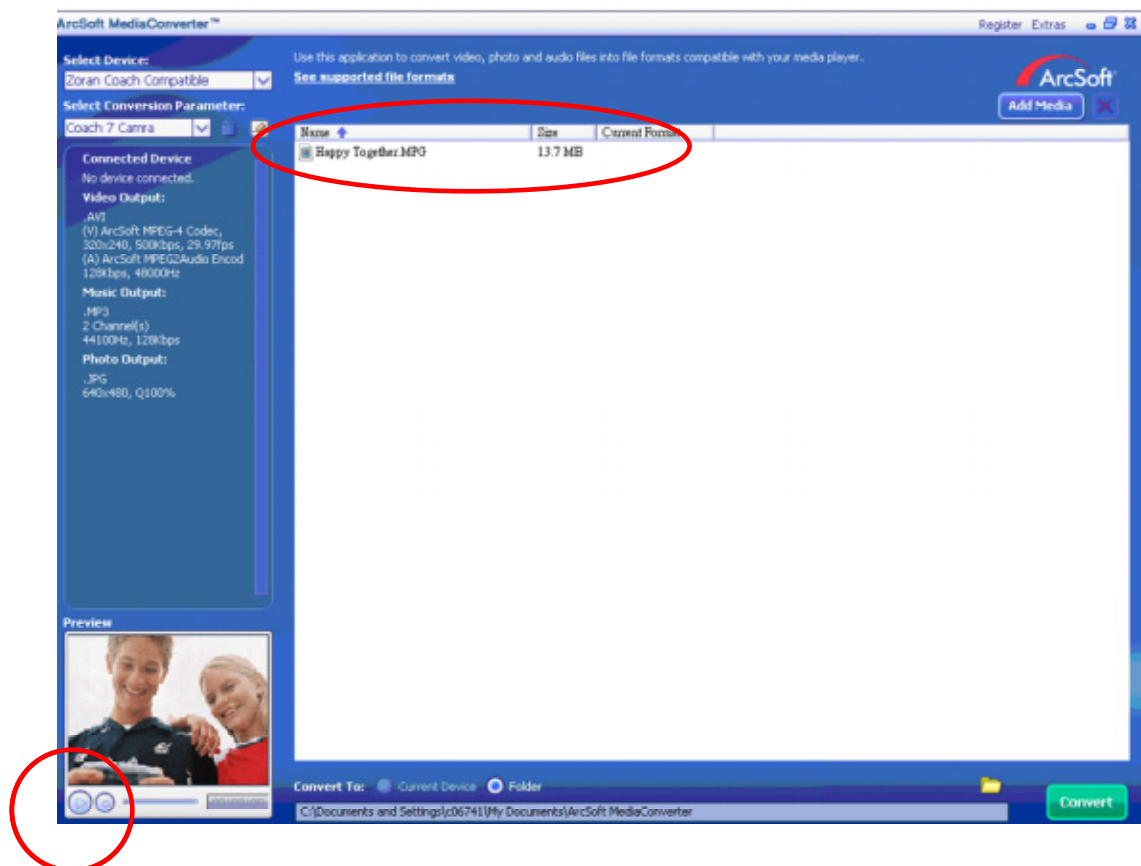 ArcSoft MediaConverter™
Register Extras
Select Device:
Zoran Coach Compatible
Select Conversion Parameter:
Coach 7 Camra
Connected Device
No device connected.
Video Output:
.AVI
(V) ArcSoft MPEG-4 Codec,
320x240, 500Kbps, 29.97fps
(A) ArcSoft MPEG2Audio Encod
128Kbps, 48000Hz
Music Output:
.MP3
2 Channel(s)
44100Hz, 128Kbps
Photo Output:
.JPG
640x480, Q100%
Preview
Use this application to convert video, photo and audio files into file formats compatible with your media player.
See supported file formats
ArcSoft
Add Media
Name Size Current Format
Happy Together.MPG 13.7 MB
Convert To: Current Device Folder
C:\Documents and Settings\c06741\My Documents\ArcSoft MediaConverter
Convert